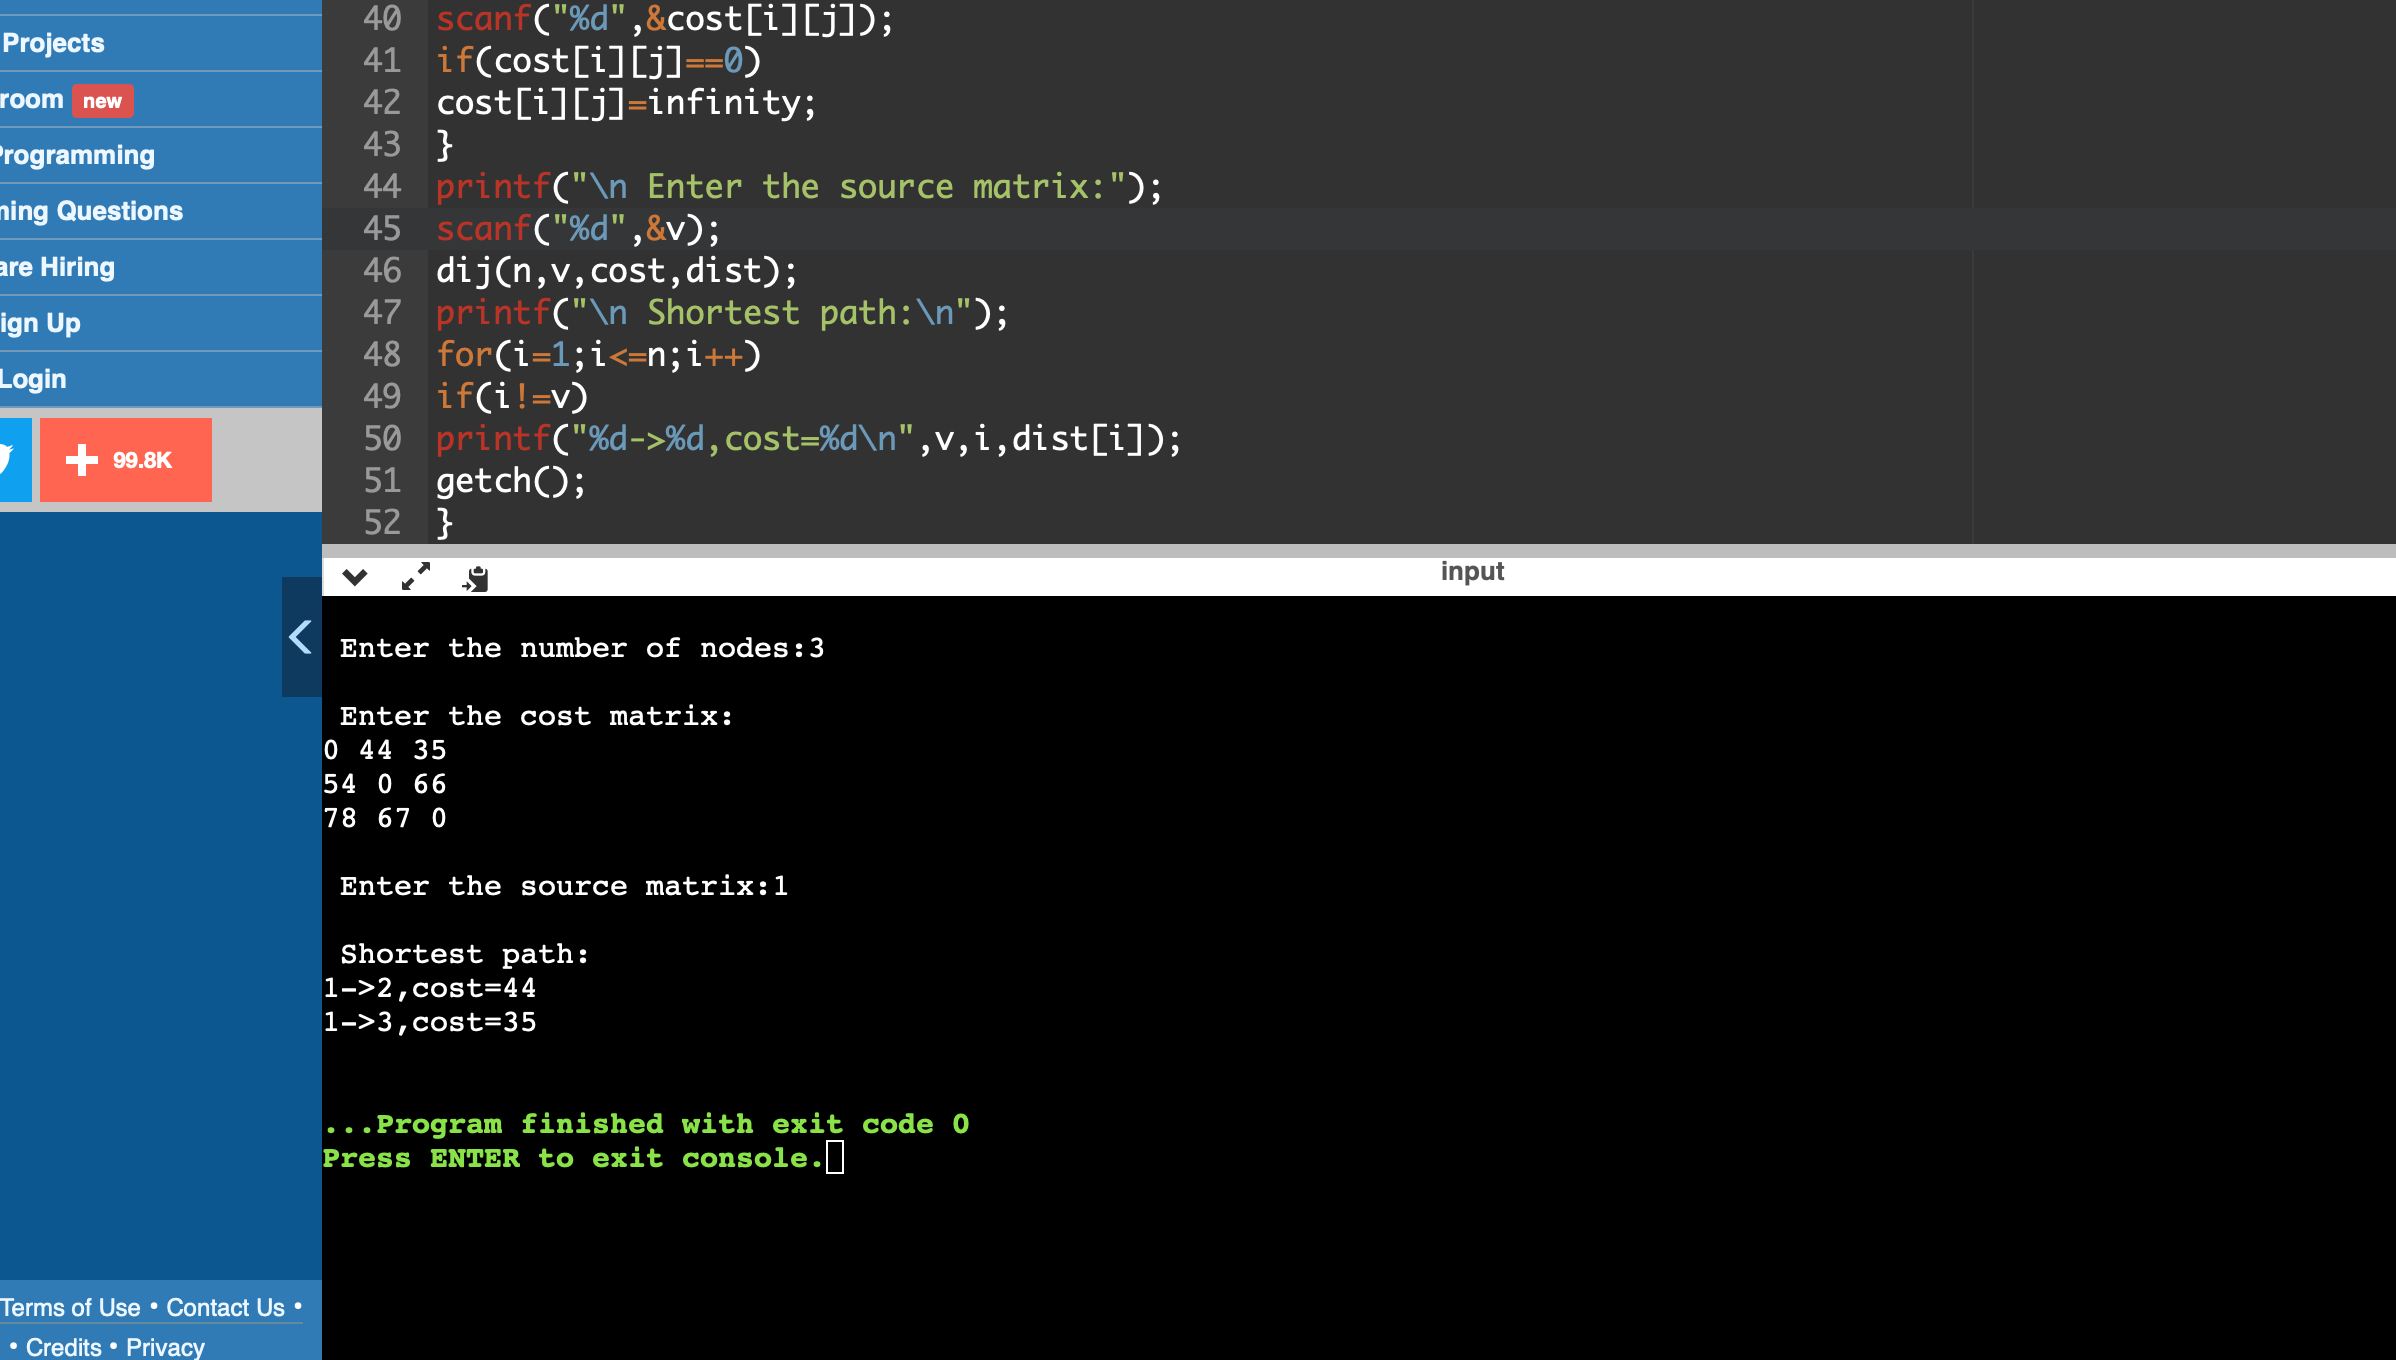 Projects
room new
Programming
ming Questions
are Hiring
ign Up
Login
99.8K
40 scanf("%d",&cost[i][j]);
41 if(cost[i][j]==0)
42 cost[i][j]=infinity;
43 }
44 printf("\n Enter the source matrix:");
45 scanf("%d",&v);
46 dij(n,v,cost,dist);
47 printf("\n Shortest path:\n");
48 for(i=1;i<=n;i++)
49 if(i!=v)
50 printf("%d->%d,cost=%d\n",v,i,dist[i]);
51 getch();
52 }
input
Enter the number of nodes:3
Enter the cost matrix:
0 44 35
54 0 66
78 67 0
Enter the source matrix:1
Shortest path:
1->2,cost=44
1->3,cost=35
...Program finished with exit code 0
Press ENTER to exit console.
Terms of Use • Contact Us •
• Credits • Privacy